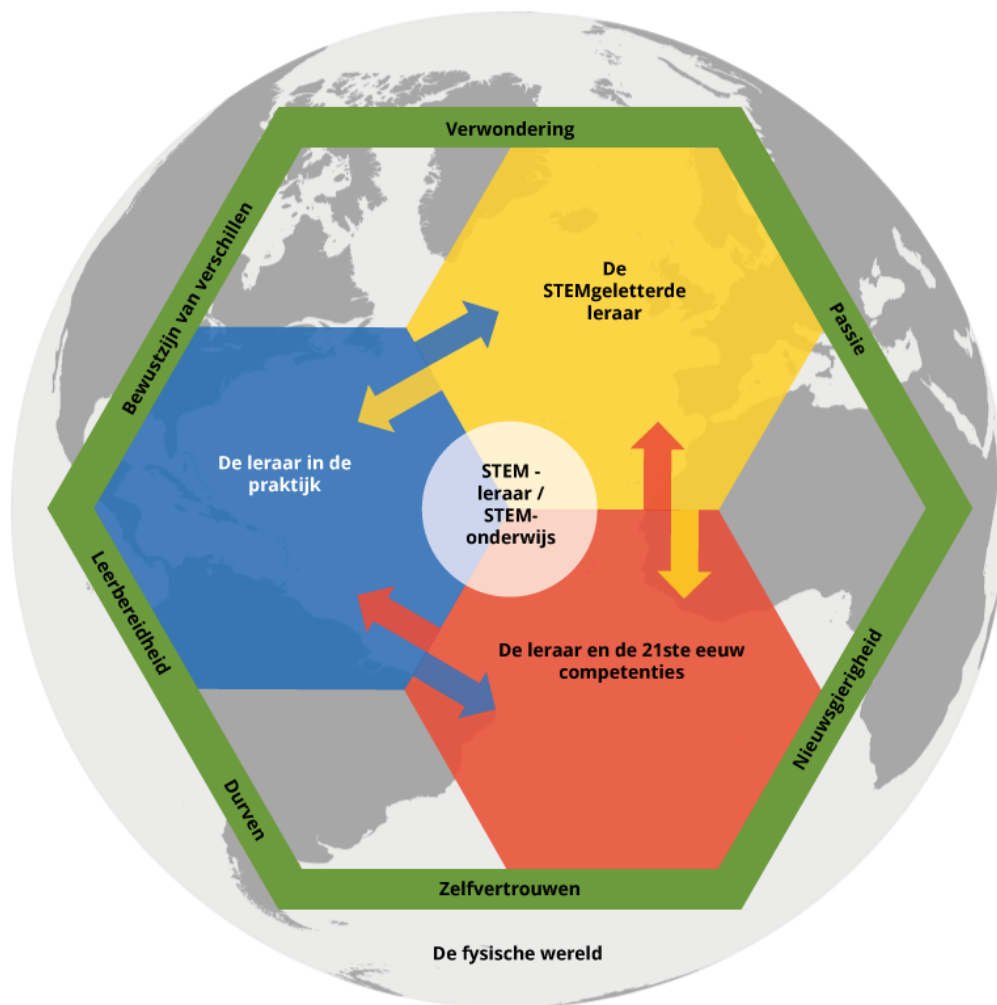 Verwondering
Bewustzijn van verschillen
Passie
De
STEMgeletterde
leraar
De leraar in de
praktijk
STEM -
leraar /
STEM-
onderwijs
Leerbereidheid
De leraar en de 21ste eeuw
competenties
Nieuwsgierigheid
Durven
Zelfvertrouwen
De fysische wereld